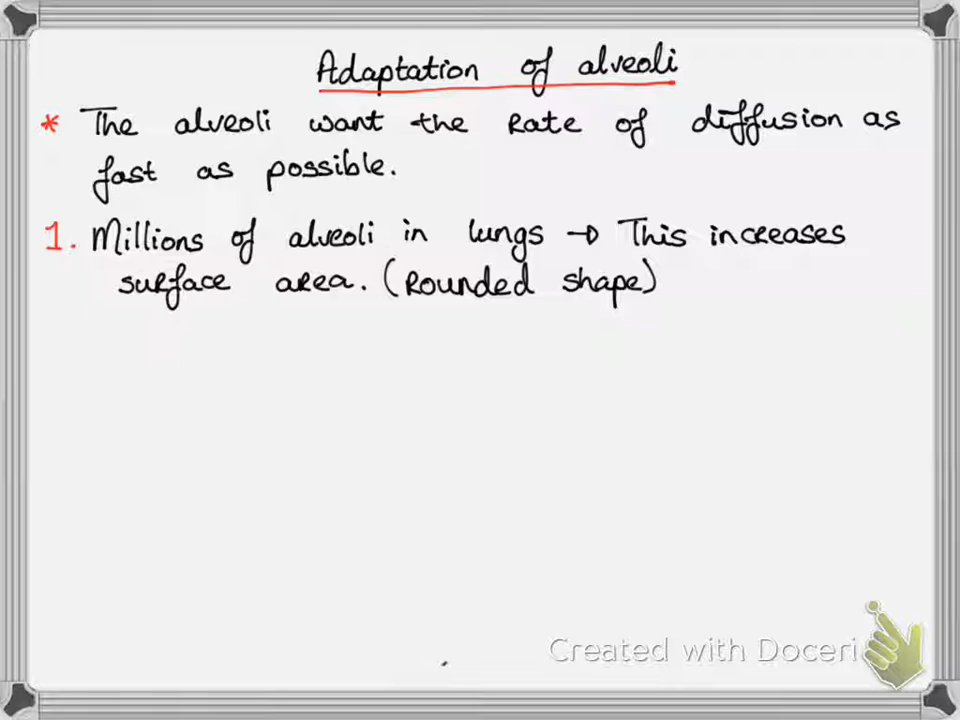 Adaptation of alveoli
* The alveoli want the Rate of diffusion as
fast as possible.
1. Millions of alveoli in lungs → This increases
surface area. (Rounded shape)
Created with Doceri